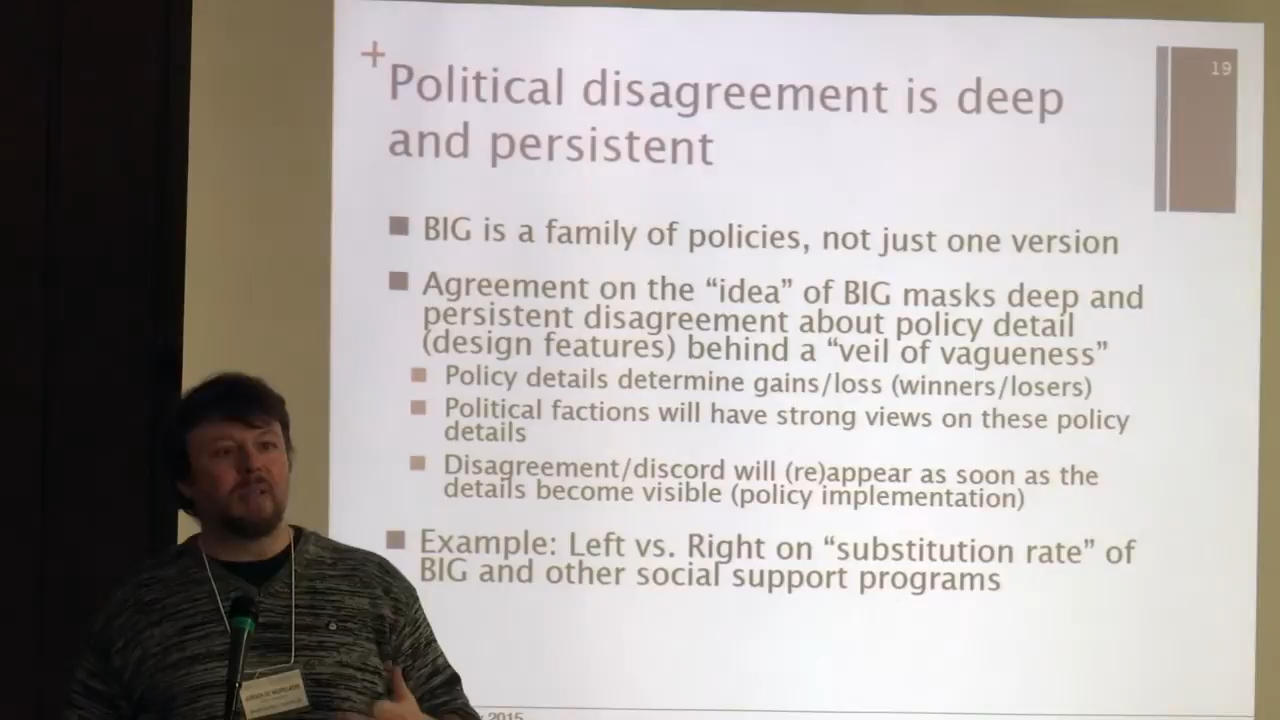 19
+
Political disagreement is deep
and persistent
BIG is a family of policies, not just one version
Agreement on the “idea” of BIG masks deep and
persistent disagreement about policy detail
(design features) behind a “veil of vagueness”
Policy details determine gains/loss (winners/losers)
Political factions will have strong views on these policy
details
Disagreement/discord will (re)appear as soon as the
details become visible (policy implementation)
Example: Left vs. Right on “substitution rate” of
BIG and other social support programs
2015